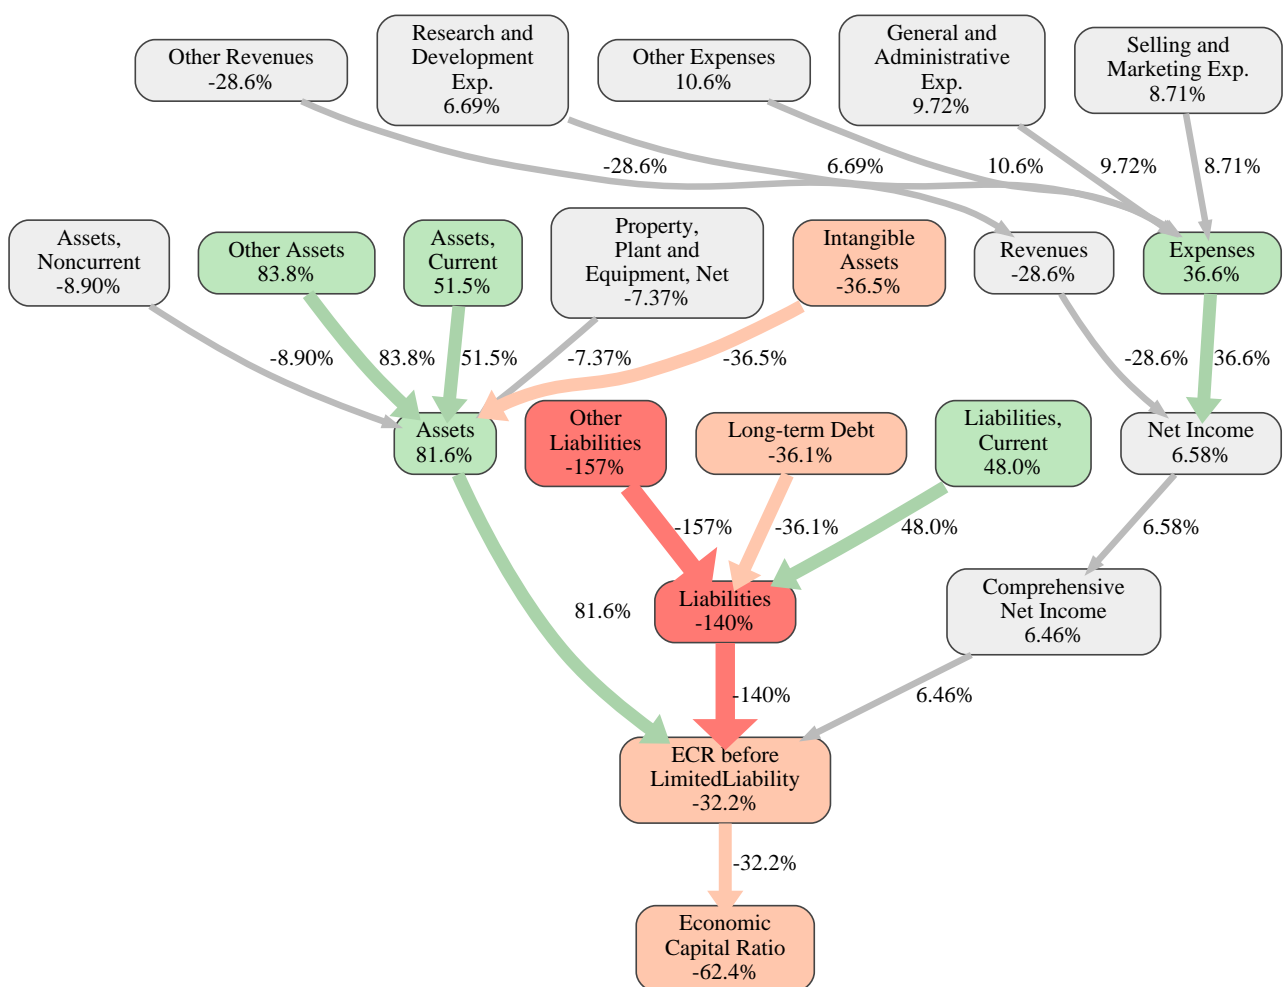 Other Revenues
-28.6%
Research and
Development
Exp.
6.69%
Other Expenses
10.6%
General and
Administrative
Exp.
9.72%
Selling and
Marketing Exp.
8.71%
-28.6%
6.69%
10.6%
9.72%
8.71%
Assets,
Noncurrent
-8.90%
Other Assets
83.8%
Assets,
Current
51.5%
Property,
Plant and
Equipment, Net
-7.37%
Intangible
Assets
-36.5%
Revenues
-28.6%
Expenses
36.6%
-8.90%
83.8%
51.5%
-7.37%
-36.5%
-28.6%
36.6%
Assets
81.6%
Other
Liabilities
-157%
Long-term Debt
-36.1%
Liabilities,
Current
48.0%
Net Income
6.58%
-157%
-36.1%
48.0%
6.58%
81.6%
Liabilities
-140%
Comprehensive
Net Income
6.46%
-140%
6.46%
ECR before
LimitedLiability
-32.2%
-32.2%
Economic
Capital Ratio
-62.4%